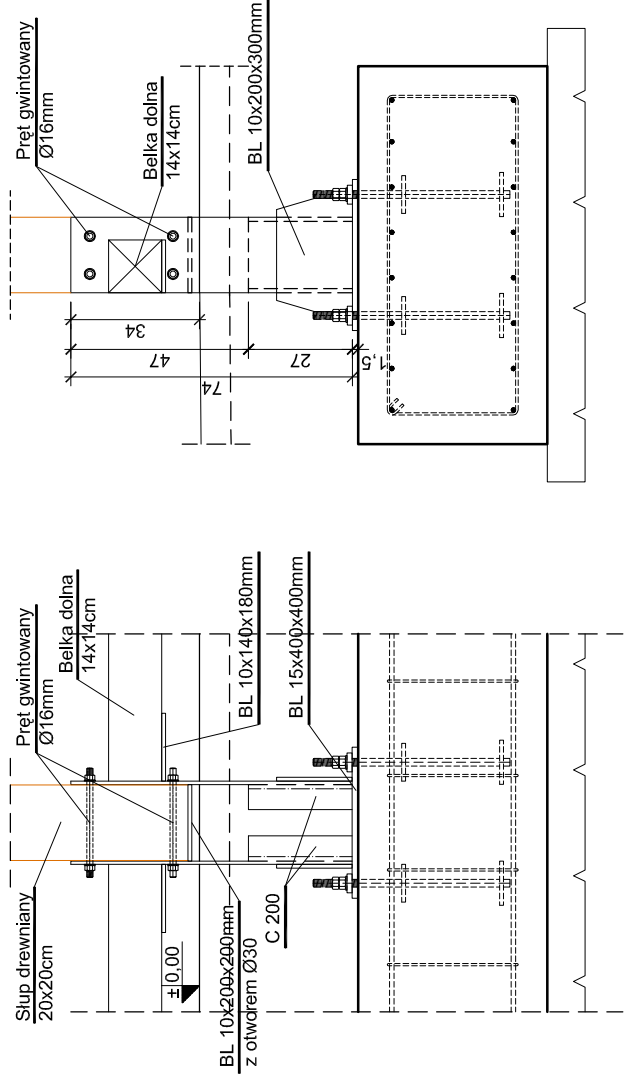 Pręt gwintowany
Ø16mm
Belka dolna
14x14cm
BL 10x200x300mm
34
47
27
74
1,5
Słup drewniany
20x20cm
Pręt gwintowany
Ø16mm
Belka dolna
14x14cm
± 0,00
BL 10x140x180mm
BL 15x400x400mm
C 200
BL 10x200x200mm
z otworem Ø30